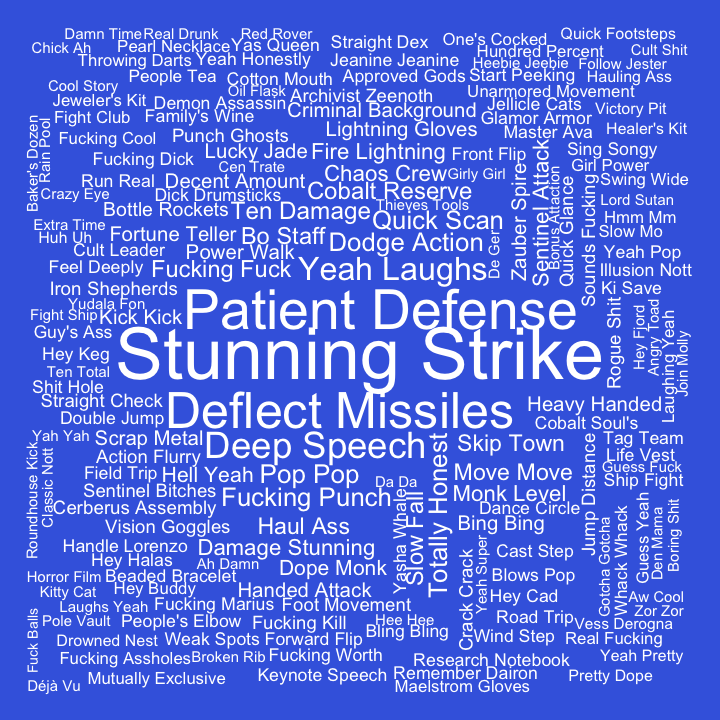 Damn Time
Real Drunk
Red Rover
Quick Footsteps
Chick Ah
Pearl Necklace
Yas Queen
Straight Dex
One's Cocked
Hundred Percent
Cult Shit
Throwing Darts
Yeah Honestly
Jeanine Jeanine
Heebie Jeebie
Follow Jester
People Tea
Cotton Mouth
Approved Gods
Start Peeking
Hauling Ass
Cool Story
Oil Flask
Archivist Zeenoth
Unarmored Movement
Jeweler's Kit
Demon Assassin
Criminal Background
Jellicle Cats
Victory Pit
Fight Club
Family's Wine
Glamor Armor
Baker's Dozen
Rain Pool
Fucking Cool
Punch Ghosts
Lightning Gloves
Master Ava
Healer's Kit
Fucking Dick
Lucky Jade
Fire Lightning
Front Flip
Sentinel Attack
Sing Songy
Cen Trate
Chaos Crew
Girly Girl
Girl Power
Run Real
Decent Amount
Cobalt Reserve
Zauber Spire
Bonus Attraction
Quick Glance
Swing Wide
Crazy Eye
Dick Drumsticks
Thieves Tools
Sounds Fucking
Lord Sutan
Bottle Rockets
Ten Damage
Quick Scan
Hmm Mm
Extra Time
Huh Uh
Fortune Teller
Bo Staff
Dodge Action
De Ger
Slow Mo
Cult Leader
Power Walk
Yeah Pop
Feel Deeply
Fucking Fuck
Yeah Laughs
Illusion Nott
Iron Shepherds
Ki Save
Yudala Fon
Patient Defense
Rogue Shit
Hey Fjord
Angry Toad
Laughing Yeah
Join Molly
Fight Ship
Kick Kick
Guy's Ass
Stunning Strike
Hey Keg
Ten Total
Shit Hole
Straight Check
Deflect Missiles
Heavy Handed
Double Jump
Cobalt Soul's
Yah Yah
Scrap Metal
Deep Speech
Skip Town
Tag Team
Roundhouse Kick
Classic Nott
Action Flurry
Totally Honest
Jump Distance
Life Vest
Field Trip
Hell Yeah
Pop Pop
Move Move
Guess Fuck
Sentinel Bitches
Da Da
Ship Fight
Fucking Punch
Yasha Whale
Slow Fall
Monk Level
Cerberus Assembly
Dance Circle
Vision Goggles
Haul Ass
Bing Bing
Gotcha Gotcha
Whack Whack
Guess Yeah
Den Mama
Boring Shit
Handle Lorenzo
Damage Stunning
Crack Crack
Yeah Super
Cast Step
Hey Halas
Ah Damn
Dope Monk
Horror Film
Beaded Bracelet
Blows Pop
Kitty Cat
Hey Buddy
Handed Attack
Hey Cad
Aw Cool
Laughs Yeah
Fucking Marius
Foot Movement
Zor Zor
Fuck Balls
Pole Vault
People's Elbow
Fucking Kill
Hee Hee
Road Trip
Vess Derogna
Bling Bling
Drowned Nest
Weak Spots
Forward Flip
Wind Step
Real Fucking
Fucking Assholes
Broken Rib
Fucking Worth
Research Notebook
Yeah Pretty
Déjà Vu
Mutually Exclusive
Keynote Speech
Remember Dairon
Pretty Dope
Maelstrom Gloves